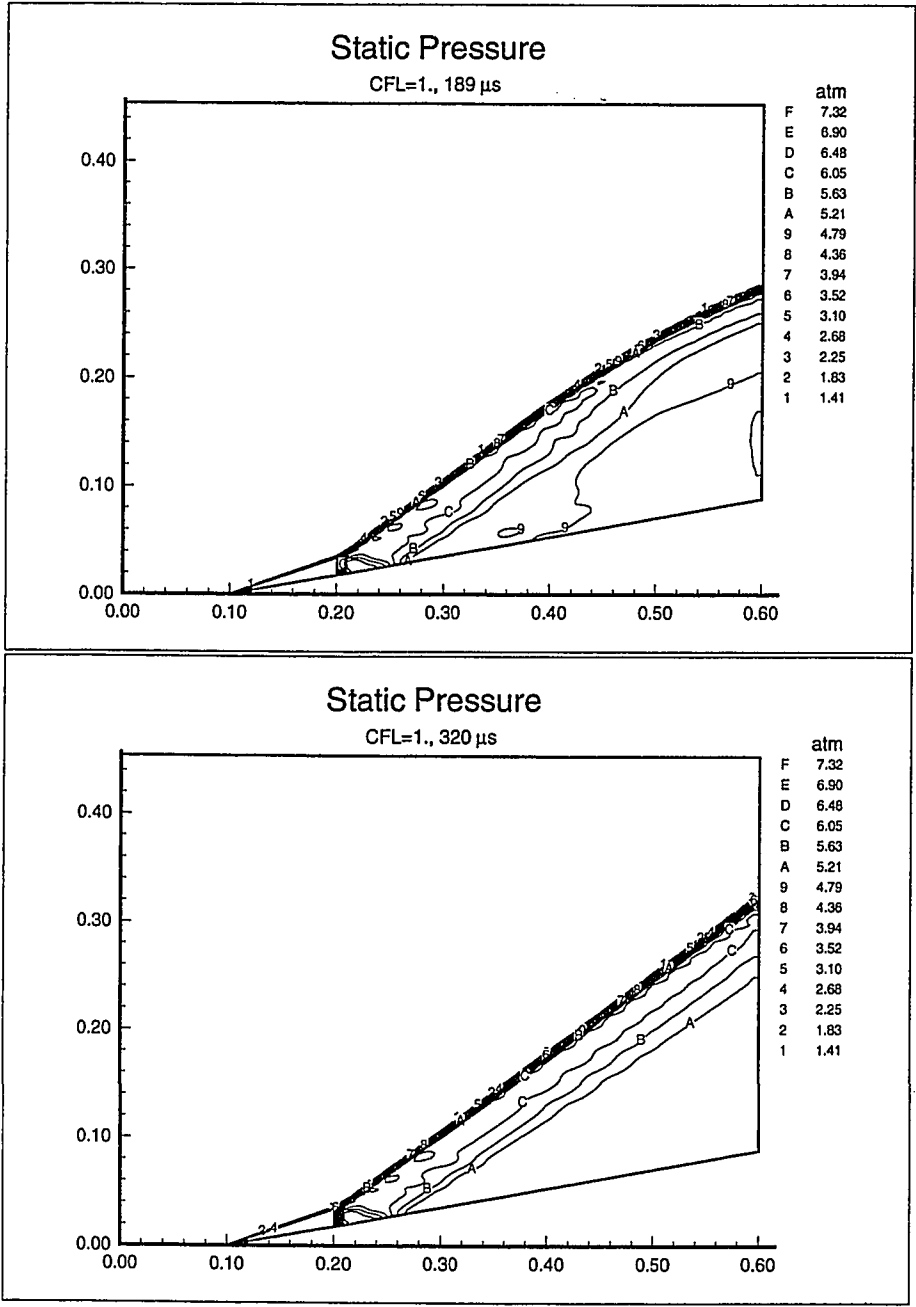 Static Pressure
CFL=1., 189 µs
atm
F 7.32
E 6.90
D 6.48
C 6.05
B 5.63
A 5.21
9 4.79
8 4.36
7 3.94
6 3.52
5 3.10
4 2.68
3 2.25
2 1.83
1 1.41
0.40
0.30
0.20
0.10
0.00
B
B
A
9
C
B
A
9
9
1
0.00 0.10 0.20 0.30 0.40 0.50 0.60
Static Pressure
CFL=1., 320 µs
atm
F 7.32
E 6.90
D 6.48
C 6.05
B 5.63
A 5.21
9 4.79
8 4.36
7 3.94
6 3.52
5 3.10
4 2.68
3 2.25
2 1.83
1 1.41
0.40
0.30
0.20
0.10
0.00
C
C
A
B
C
A
B
2 4
0.00 0.10 0.20 0.30 0.40 0.50 0.60